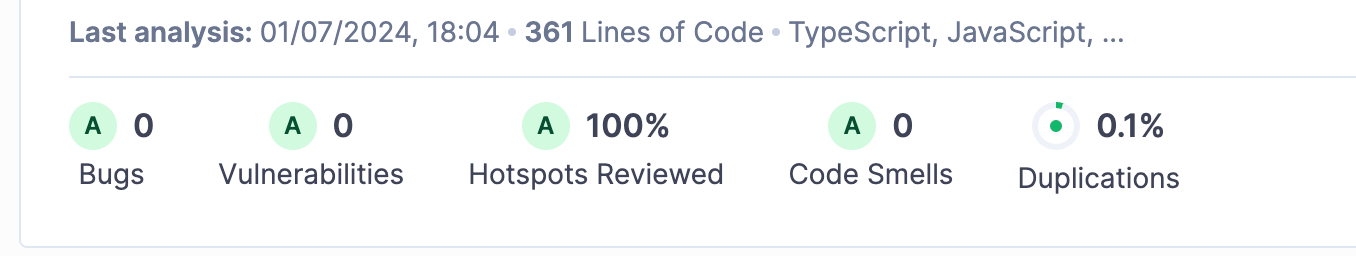 Last analysis: 01/07/2024, 18:04 • 361 Lines of Code • TypeScript, JavaScript, ...
A 0 A 0 A 100% A 0 0.1%
Bugs Vulnerabilities Hotspots Reviewed Code Smells Duplications